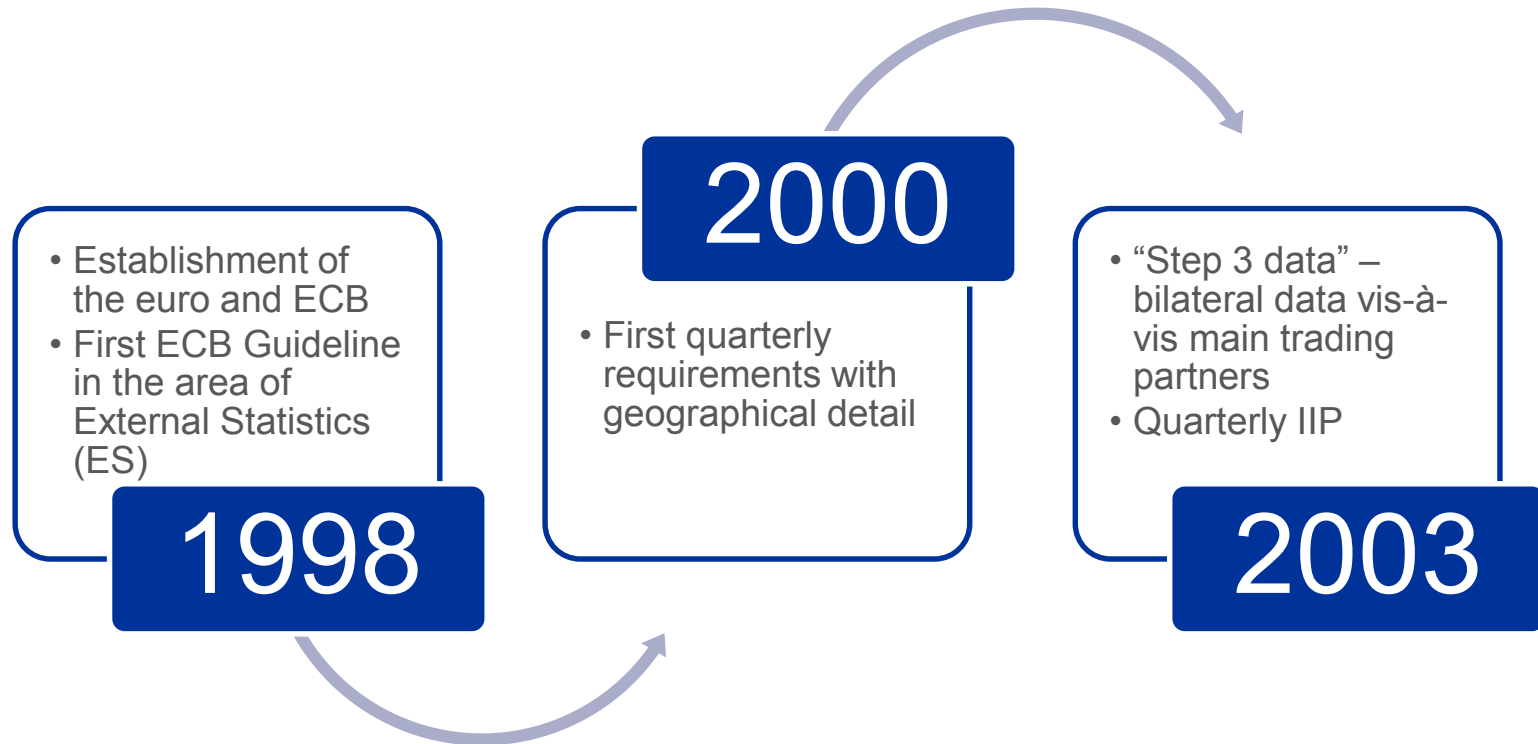 • Establishment of
the euro and ECB
• First ECB Guideline
in the area of
External Statistics
(ES)
1998
2000
• First quarterly
requirements with
geographical detail
• “Step 3 data” –
bilateral data vis-à-
vis main trading
partners
• Quarterly IIP
2003